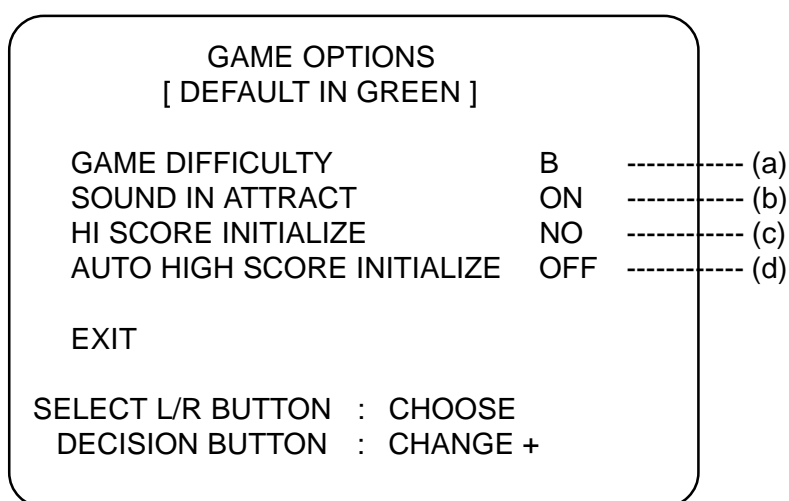 GAME OPTIONS
[ DEFAULT IN GREEN ]
GAME DIFFICULTY B ------------ (a)
SOUND IN ATTRACT ON ------------ (b)
HI SCORE INITIALIZE NO ------------ (c)
AUTO HIGH SCORE INITIALIZE OFF ------------ (d)
EXIT
SELECT L/R BUTTON : CHOOSE
DECISION BUTTON : CHANGE +